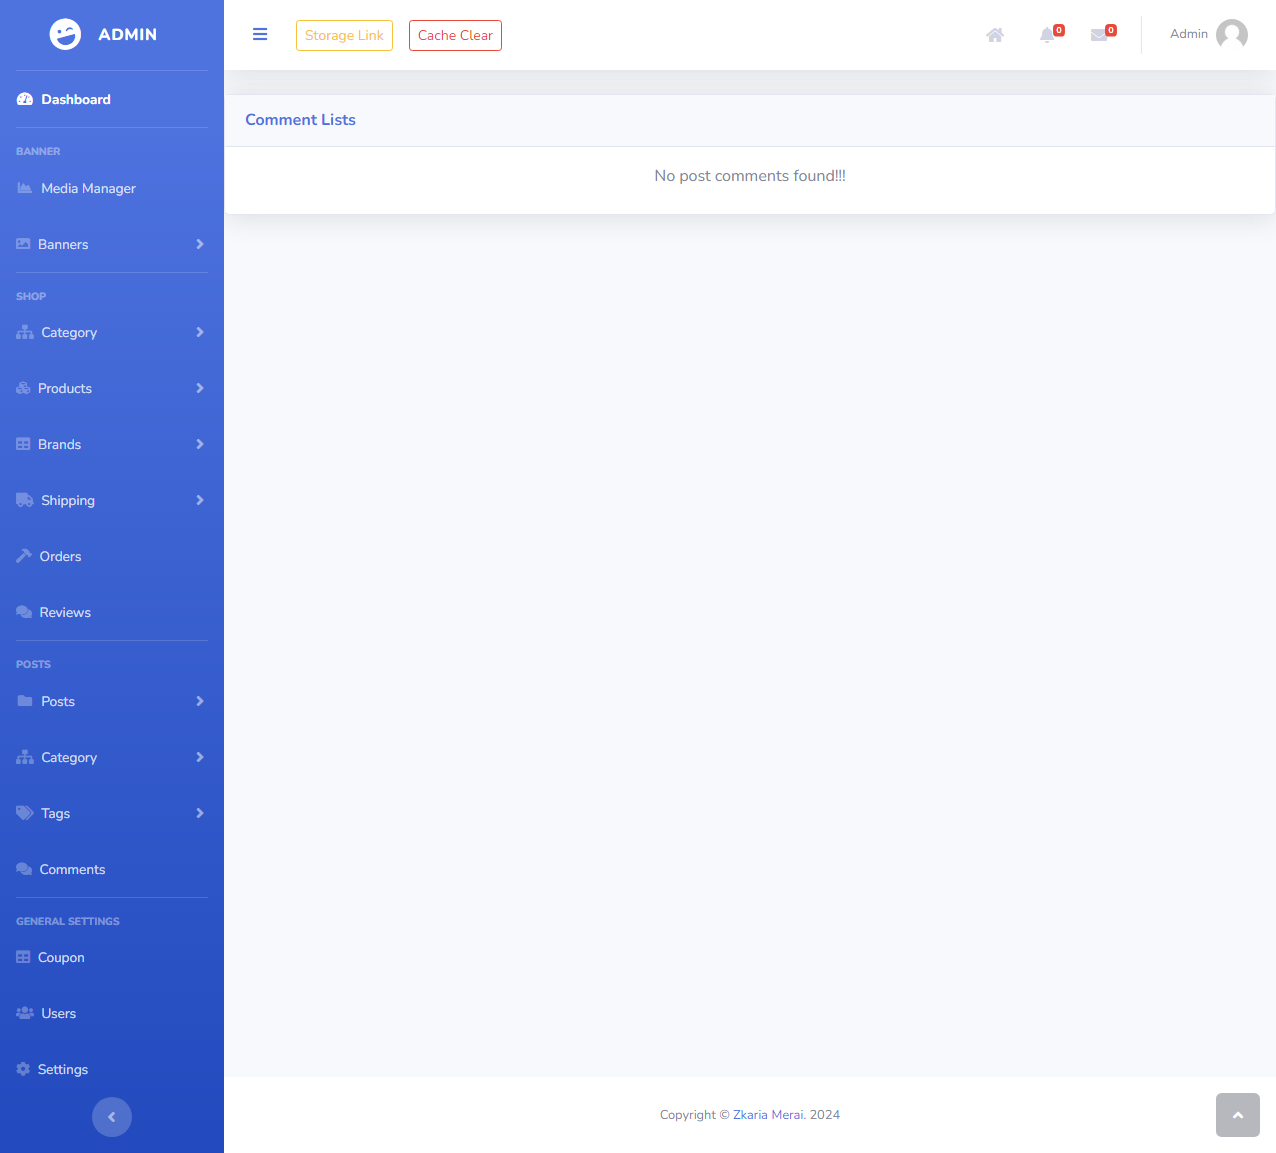 ADMIN
Storage Link
Cache Clear
0
0
Admin
Dashboard
BANNER
Media Manager
Banners
SHOP
Category
Products
Brands
Shipping
Orders
Reviews
POSTS
Posts
Category
Tags
Comments
GENERAL SETTINGS
Coupon
Users
Settings
Comment Lists
No post comments found!!!
Copyright © Zkaria Merai. 2024